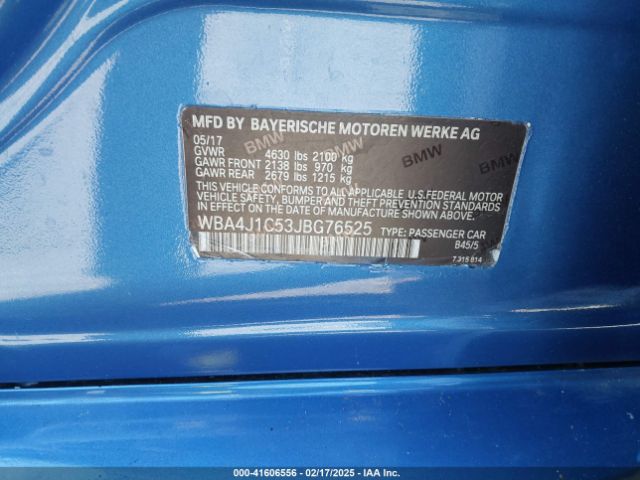 MFD BY BAYERISCHE MOTOREN WERKE AG
05/17
GVWR 4630 lbs 2100 kg
GAWR FRONT 2138 lbs 970 kg
GAWR REAR 2679 lbs 1215 kg
THIS VEHICLE CONFORMS TO ALL APPLICABLE U.S.FEDERAL MOTOR
VEHICLE SAFETY, BUMPER AND THEFT PREVENTION STANDARDS
IN EFFECT ON THE DATE OF MANUFACTURE SHOWN ABOVE.
WBA4J1C53JBG76525 TYPE: PASSENGER CAR
B45/5
7 315 814
BMW
BMW
BMW
BMW
000-41606556 - 02/17/2025 - IAA Inc.